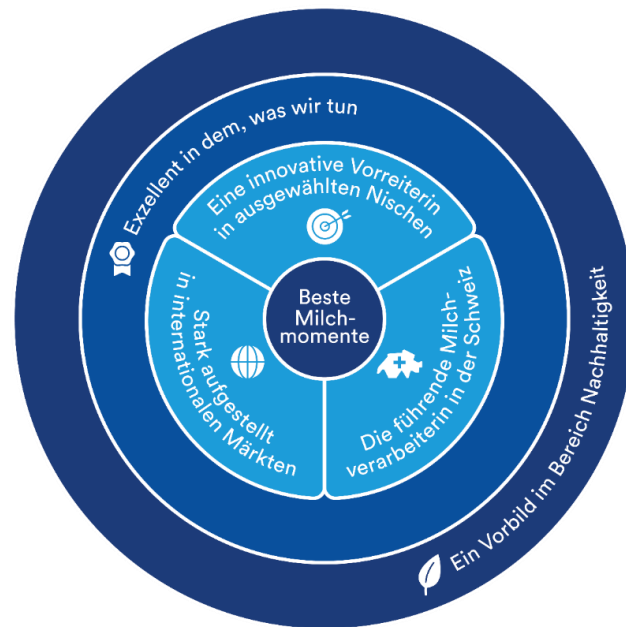 Exzellent in dem, was wir tun
Eine innovative Vorreiterin
in ausgewählten Nischen
Beste
Milch-
momente
Stark aufgestellt
in internationalen Märkten
Die führende Milch-
verarbeiterin in der Schweiz
Ein Vorbild im Bereich Nachhaltigkeit